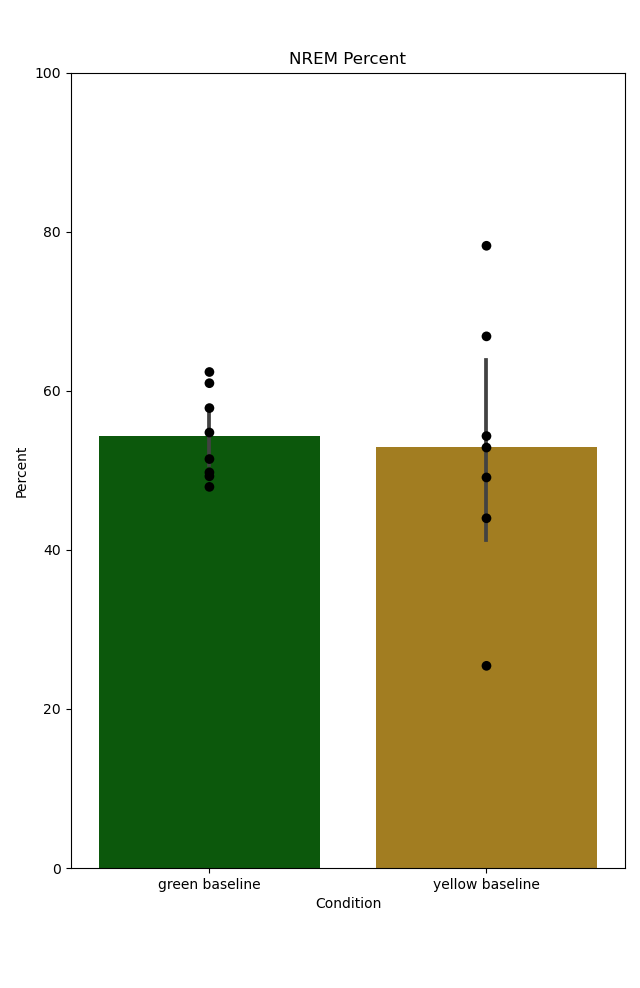 NREM Percent
100
80
60
40
20
0
Percent
green baseline
yellow baseline
Condition